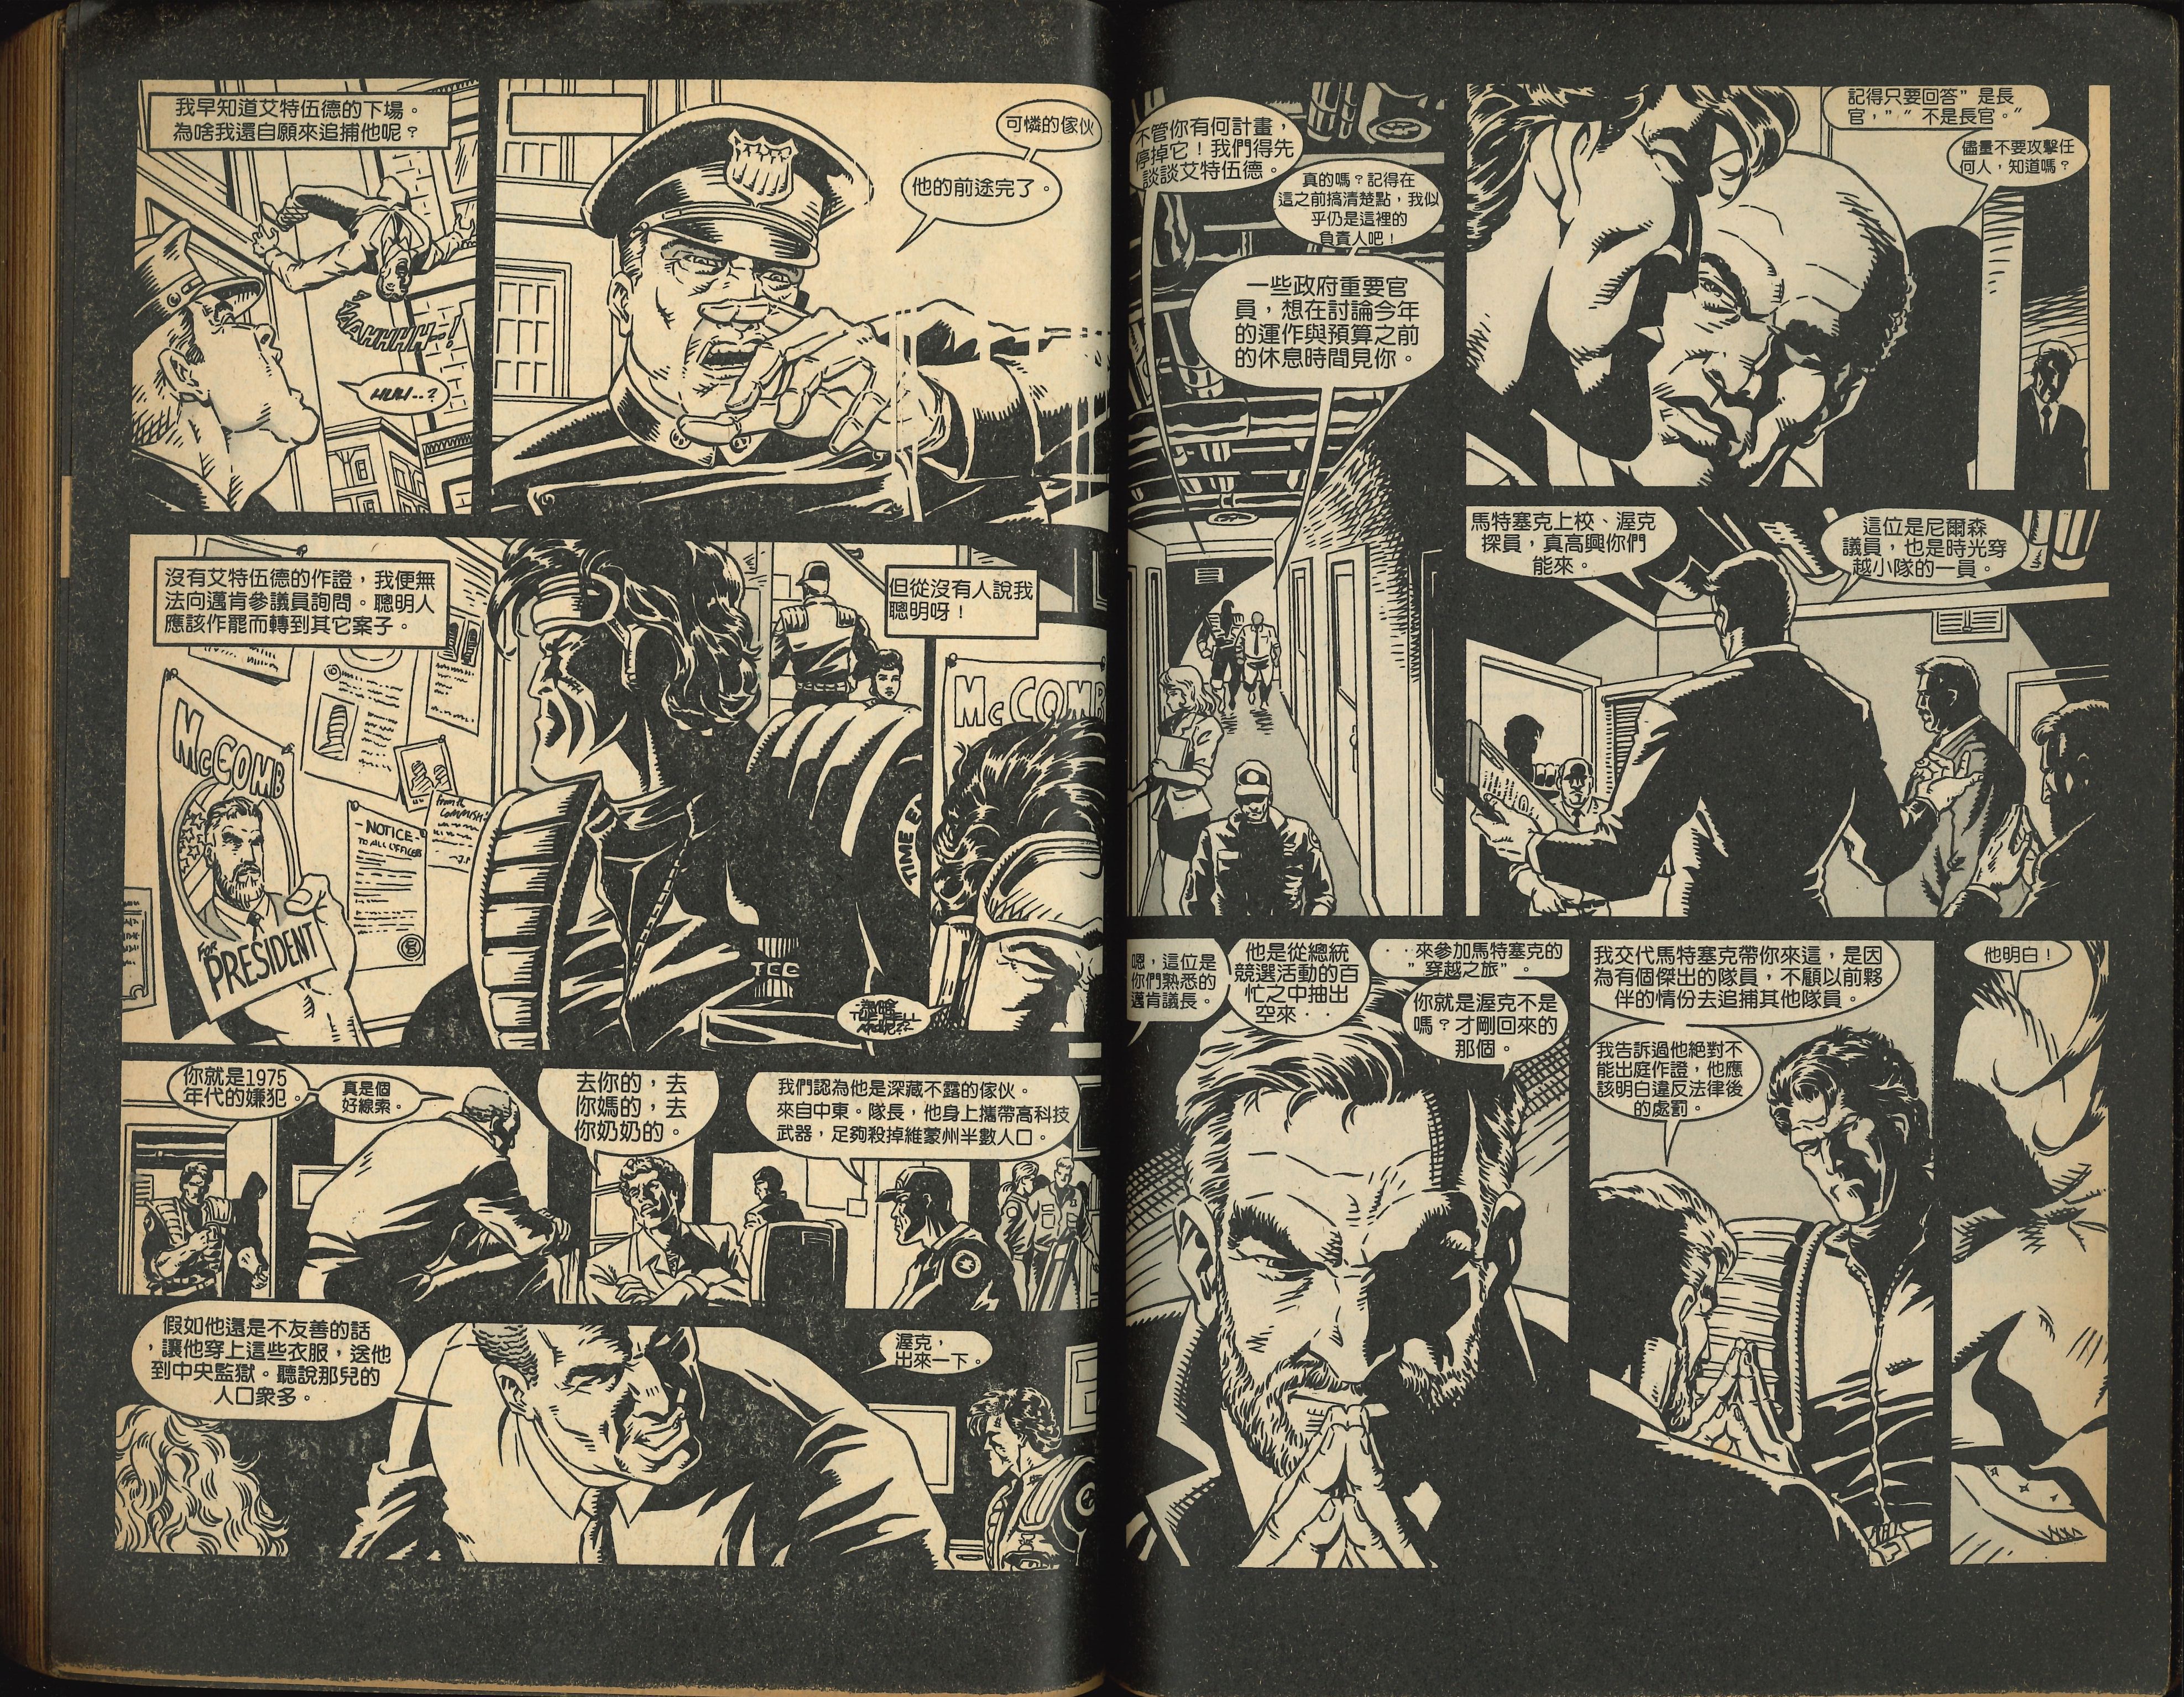 我早知道艾特伍德的下場。
為啥我還自願來追捕他呢？
AAHHHH--!
HUH..?
可憐的傢伙
他的前途完了。
沒有艾特伍德的作證，我便無
法向邁肯參議員詢問。聰明人
應該作罷而轉到其它案子。
但從沒有人說我
聰明呀！
McCOMB
FOR
PRESIDENT
-NOTICE-
TO ALL OFFICES
from the
McCOMB
TIME E
TCC
THE HELL
你就是1975
年代的嫌犯。
真是個
好線索。
去你的，去
你媽的，去
你奶奶的。
我們認為他是深藏不露的傢伙。
來自中東。隊長，他身上攜帶高科技
武器，足夠殺掉維蒙州半數人口。
假如他還是不友善的話
，讓他穿上這些衣服，送他
到中央監獄。聽說那兒的
人口眾多。
渥克，
出來一下。
不管你有何計畫，
停掉它！我們得先
談談艾特伍德。
真的嗎？記得在
這之前搞清楚點，我似
乎仍是這裡的
負責人吧！
一些政府重要官
員，想在討論今年
的運作與預算之前
的休息時間見你。
記得只要回答”是長
官，”“不是長官。“
儘量不要攻擊任
何人，知道嗎？
馬特塞克上校、渥克
探員，真高興你們
能來。
這位是尼爾森
議員，也是時光穿
越小隊的一員。
嗯，這位是
你們熟悉的
邁肯議長。
他是從總統
競選活動的百
忙之中抽出
空來‥
‥來參加馬特塞克的
”穿越之旅”。
你就是渥克不是
嗎？才剛回來的
那個。
我交代馬特塞克帶你來這，是因
為有個傑出的隊員，不顧以前夥
伴的情份去追捕其他隊員。
我告訴過他絕對不
能出庭作證，他應
該明白違反法律後
的處罰。
他明白！